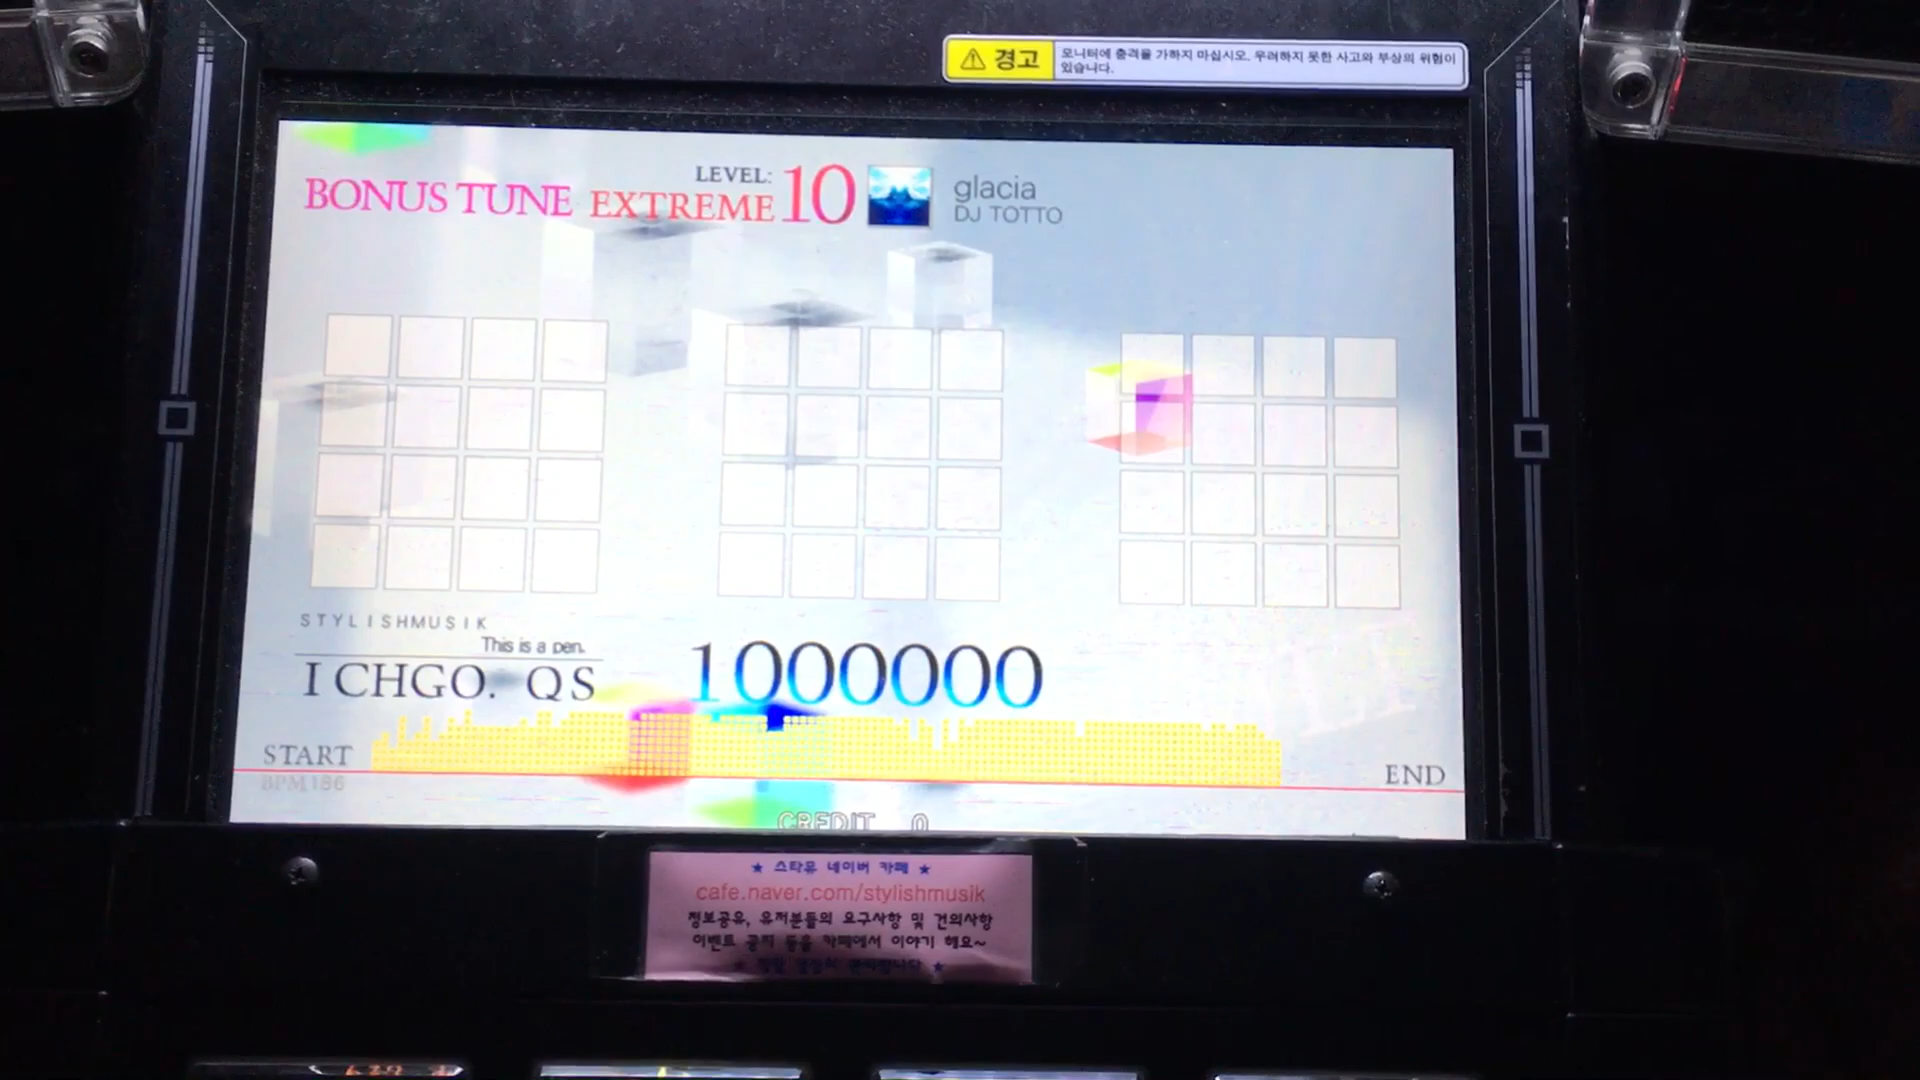 경고
모니터에 충격을 가하지 마십시오. 우려하지 못한 사고와 부상의 위험이
있습니다.
BONUS TUNE
LEVEL:
EXTREME 10
glacia
DJ TOTTO
STYLISHMUSIK
This is a pen.
ICHGO. QS
1000000
START
END
BPM 186
CREDIT 0
★ 스타뮤 네이버 카페 ★
cafe.naver.com/stylishmusik
정보공유, 유저분들의 요구사항 및 건의사항
이벤트 공지 등을 카페에서 이야기 해요~